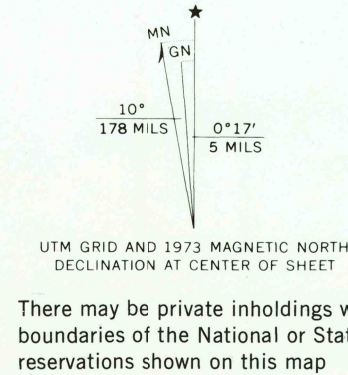 ★
MN
GN
10°
178 MILS
0°17'
5 MILS
UTM GRID AND 1973 MAGNETIC NORTH
DECLINATION AT CENTER OF SHEET
There may be private inholdings w
boundaries of the National or Stat
reservations shown on this map